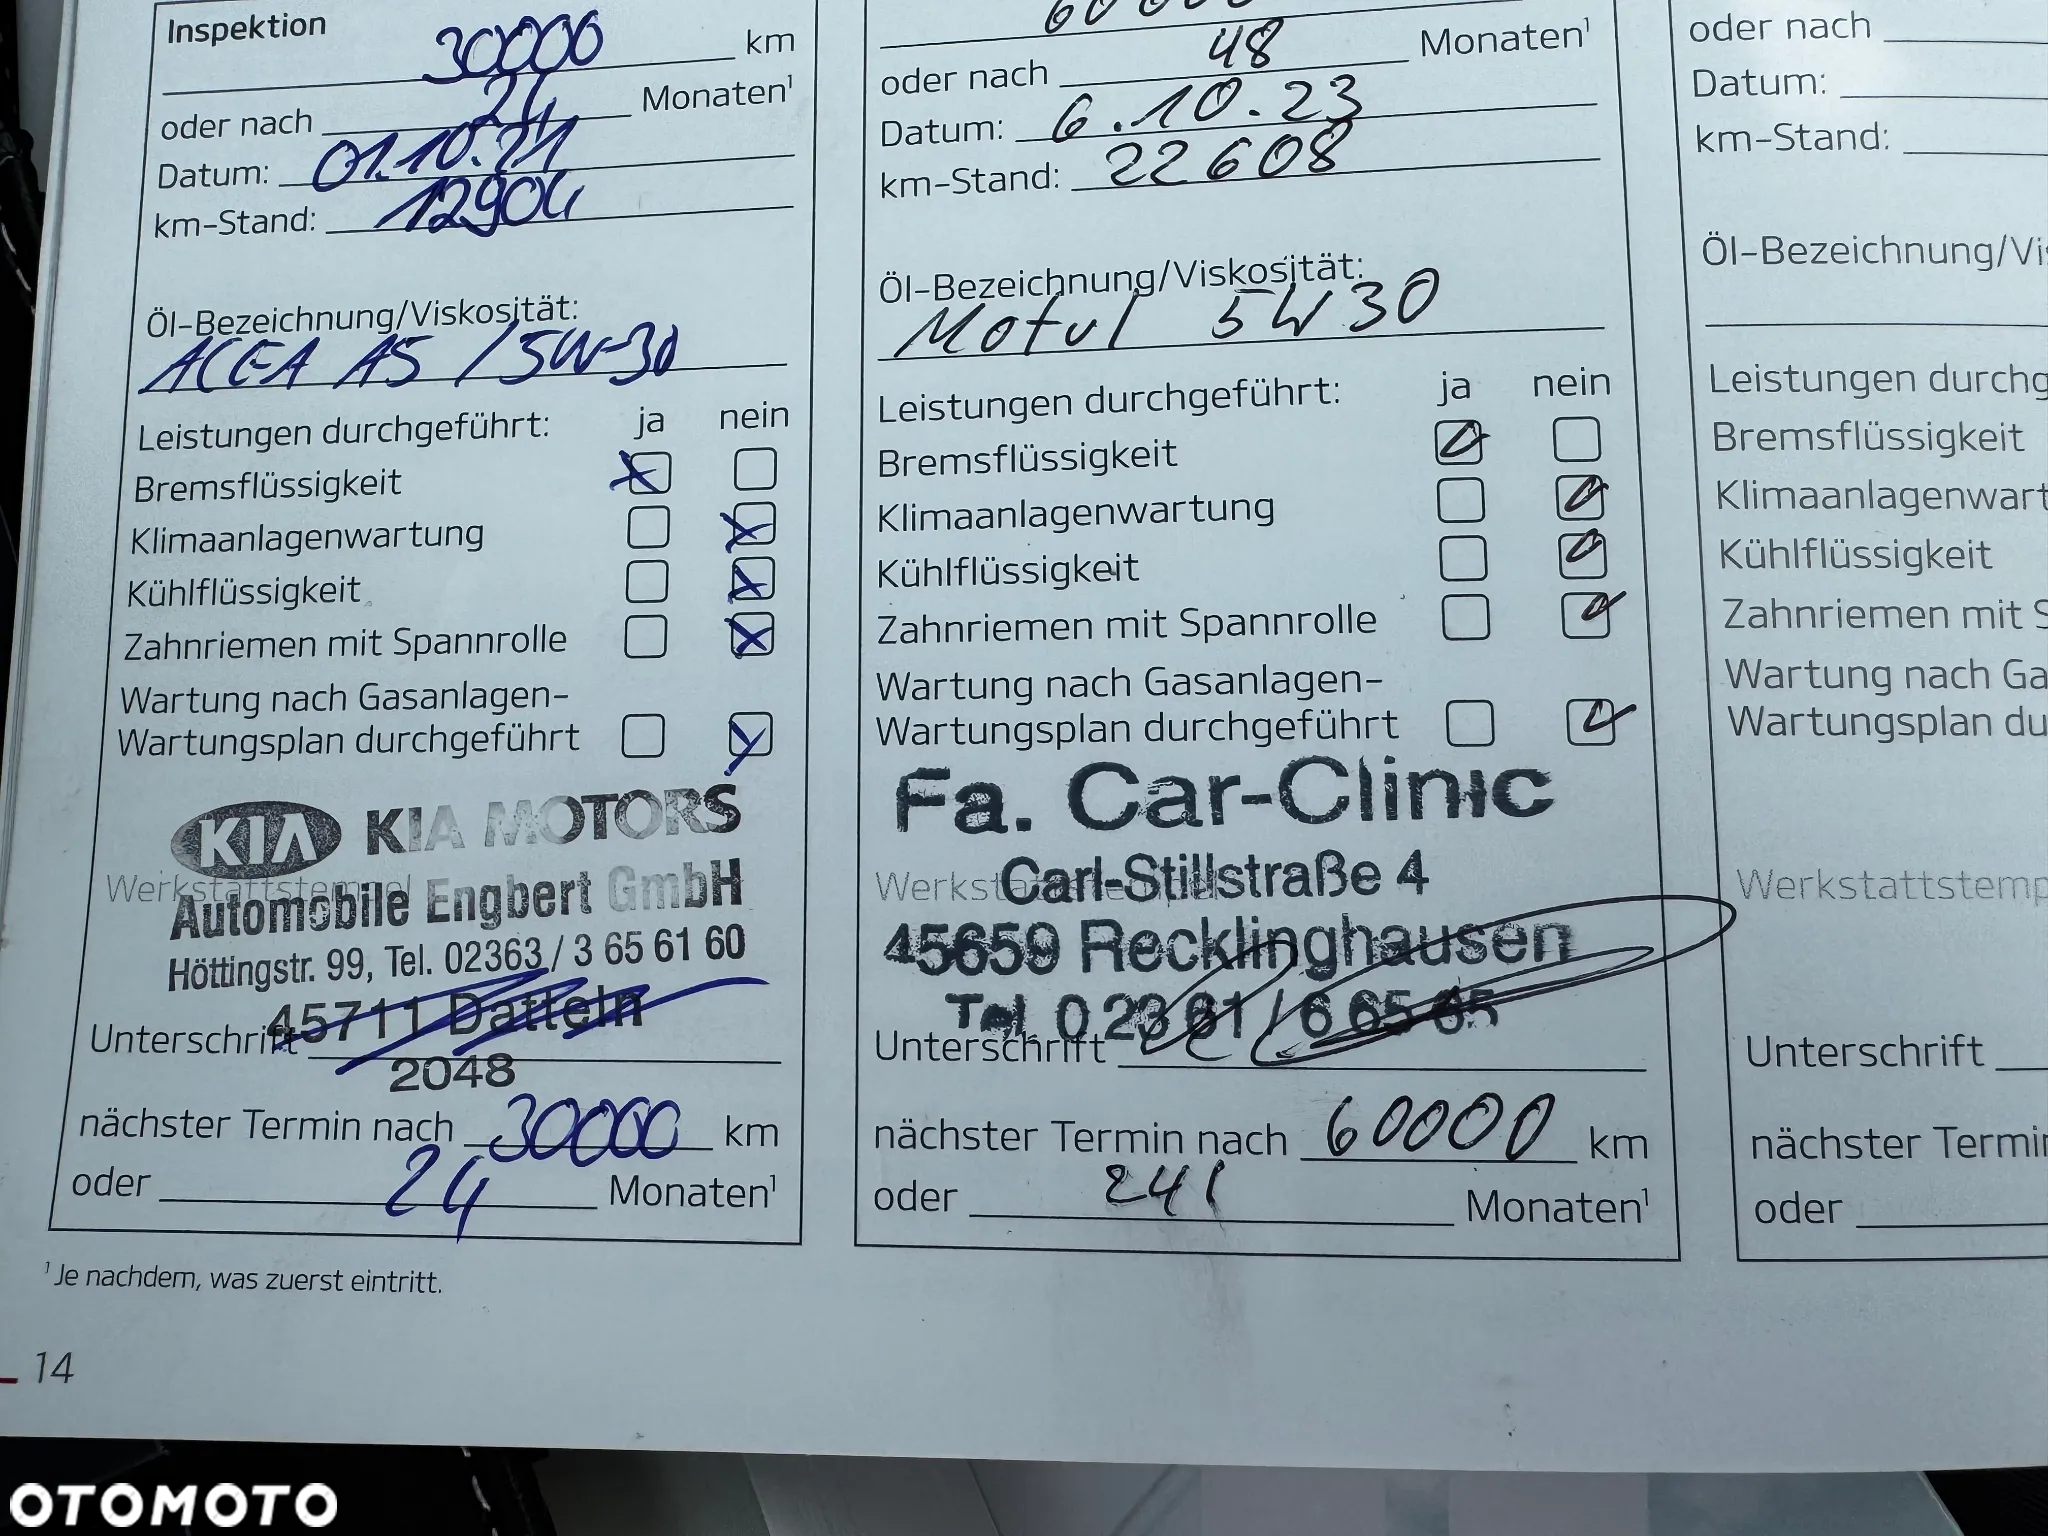 Inspektion
30000 km
oder nach 24 Monaten¹
Datum: 01.10.21
km-Stand: 12904
Öl-Bezeichnung/Viskosität:
ACEA A5 / 5W-30
Leistungen durchgeführt: ja nein
Bremsflüssigkeit
Klimaanlagenwartung
Kühlflüssigkeit
Zahnriemen mit Spannrolle
Wartung nach Gasanlagen-
Wartungsplan durchgeführt
KIA KIA MOTORS
Werkstattstempel
Automobile Engbert GmbH
Höttingstr. 99, Tel. 02363 / 3 65 61 60
45711 Datteln
Unterschrift
2048
nächster Termin nach 30000 km
oder 24 Monaten¹
¹ Je nachdem, was zuerst eintritt.
14
oder nach 48 Monaten¹
Datum: 6.10.23
km-Stand: 22608
Öl-Bezeichnung/Viskosität:
Motul 5W30
Leistungen durchgeführt: ja nein
Bremsflüssigkeit
Klimaanlagenwartung
Kühlflüssigkeit
Zahnriemen mit Spannrolle
Wartung nach Gasanlagen-
Wartungsplan durchgeführt
Fa. Car-Clinic
Carl-Stillstraße 4
45659 Recklinghausen
Tel. 0 23 61 / 6 65 65
Unterschrift
nächster Termin nach 60000 km
oder 24 Monaten¹
oder nach
Datum:
km-Stand:
Öl-Bezeichnung/Vis
Leistungen durchg
Bremsflüssigkeit
Klimaanlagenwart
Kühlflüssigkeit
Zahnriemen mit S
Wartung nach Ga
Wartungsplan du
Werkstattstemp
Unterschrift
nächster Termi
oder
OTOMOTO